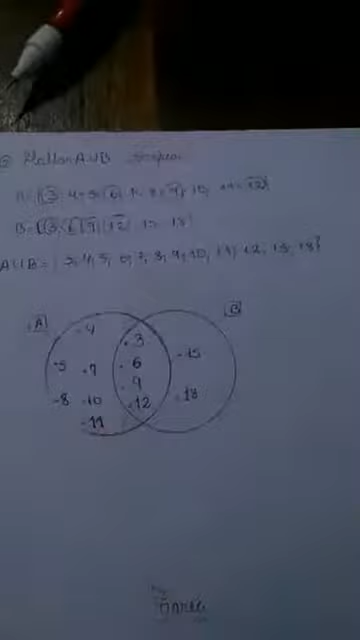 Hallar A∪B
A={3, 4, 5, 6, 7, 8, 9, 10, 11, 12}
B={3, 6, 9, 12, 15, 18}
A∪B={3, 4, 5, 6, 7, 8, 9, 10, 11, 12, 15, 18}
A B
.4 .3
.5 .7 .6 .15
.9
.8 .10 .12 .18
.11